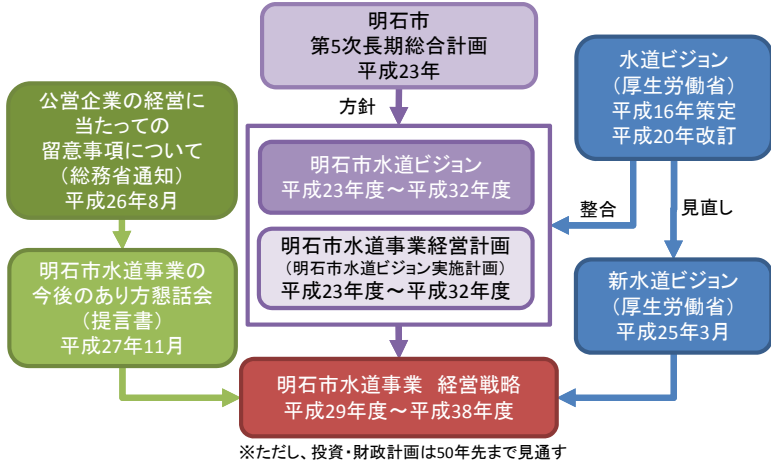 明石市
第5次長期総合計画
平成23年
方針
公営企業の経営に
当たっての
留意事項について
（総務省通知）
平成26年8月
水道ビジョン
（厚生労働省）
平成16年策定
平成20年改訂
明石市水道ビジョン
平成23年度～平成32年度
整合
見直し
明石市水道事業経営計画
（明石市水道ビジョン実施計画）
平成23年度～平成32年度
明石市水道事業の
今後のあり方懇話会
（提言書）
平成27年11月
新水道ビジョン
（厚生労働省）
平成25年3月
明石市水道事業　経営戦略
平成29年度～平成38年度
※ただし、投資・財政計画は50年先まで見通す